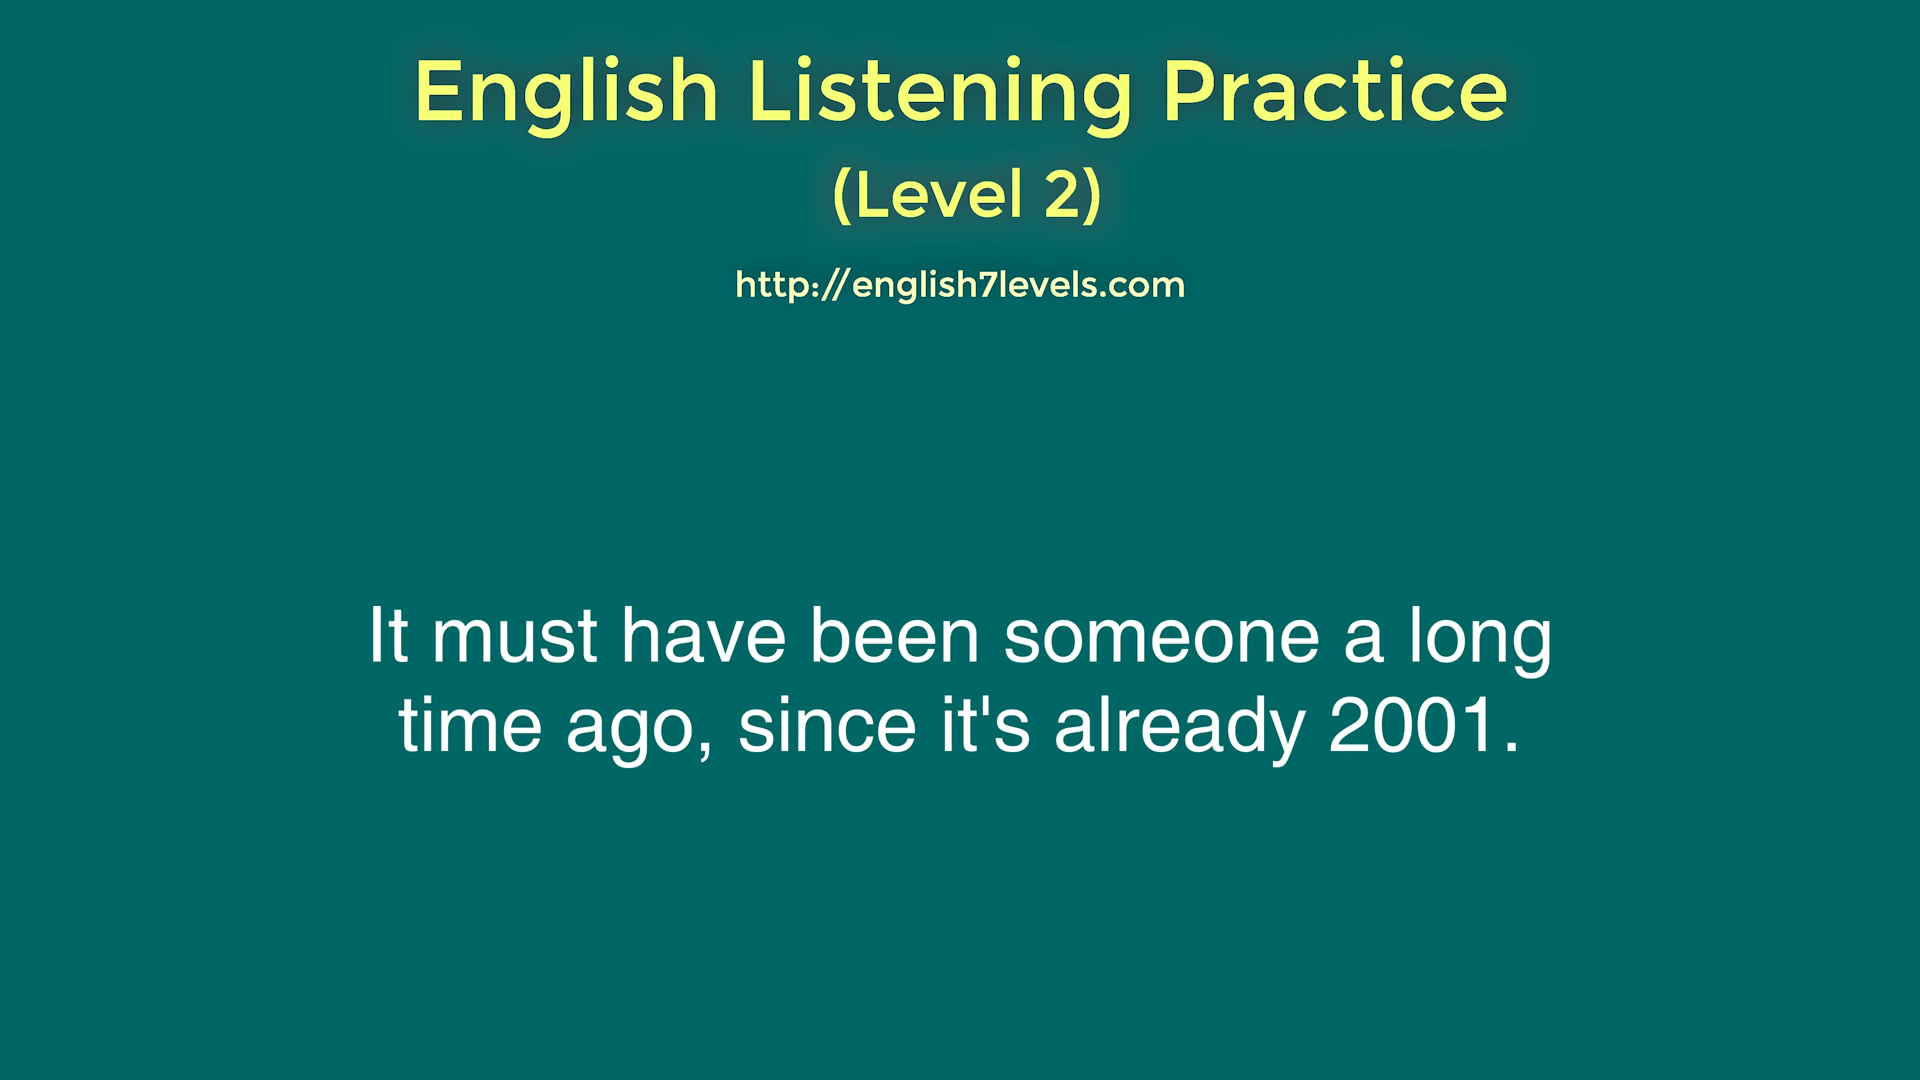 English Listening Practice
(Level 2)
http://english7levels.com
It must have been someone a long
time ago, since it's already 2001.